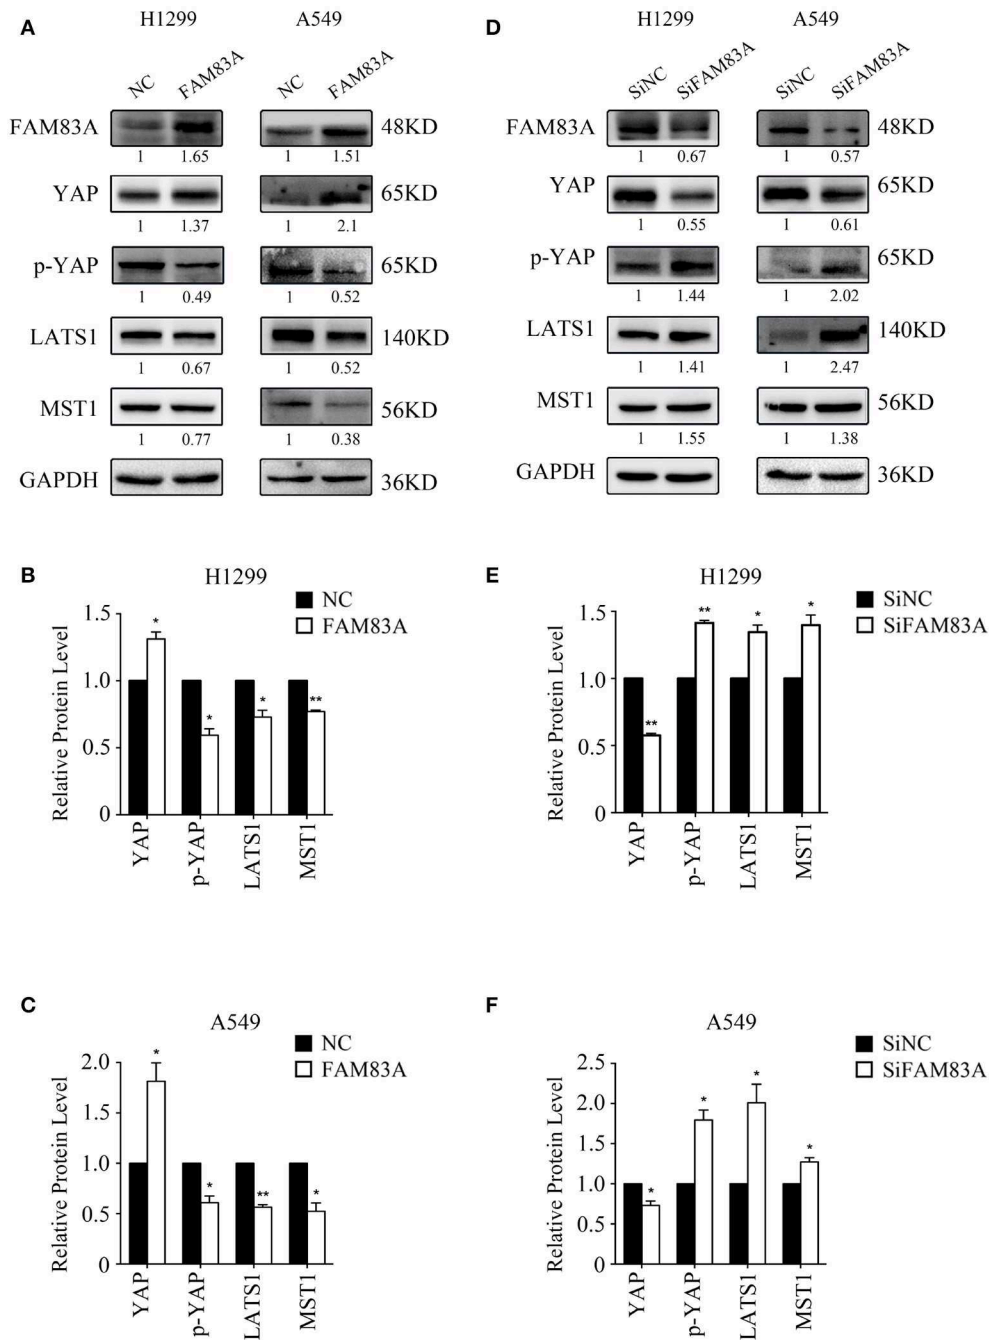 A
H1299 A549
NC FAM83A NC FAM83A
FAM83A 48KD
1 1.65 1 1.51
YAP 65KD
1 1.37 1 2.1
p-YAP 65KD
1 0.49 1 0.52
LATS1 140KD
1 0.67 1 0.52
MST1 56KD
1 0.77 1 0.38
GAPDH 36KD
D
H1299 A549
SiNC SiFAM83A SiNC SiFAM83A
FAM83A 48KD
1 0.67 1 0.57
YAP 65KD
1 0.55 1 0.61
p-YAP 65KD
1 1.44 1 2.02
LATS1 140KD
1 1.41 1 2.47
MST1 56KD
1 1.55 1 1.38
GAPDH 36KD
B
H1299
NC
FAM83A
Relative Protein Level
1.5
1.0
0.5
0
* * * **
YAP p-YAP LATS1 MST1
E
H1299
SiNC
SiFAM83A
Relative Protein Level
1.5
1.0
0.5
0
** ** * *
YAP p-YAP LATS1 MST1
C
A549
NC
FAM83A
Relative Protein Level
2.0
1.5
1.0
0.5
0
* * ** *
YAP p-YAP LATS1 MST1
F
A549
SiNC
SiFAM83A
Relative Protein Level
2.5
2.0
1.5
1.0
0.5
0
* * * *
YAP p-YAP LATS1 MST1